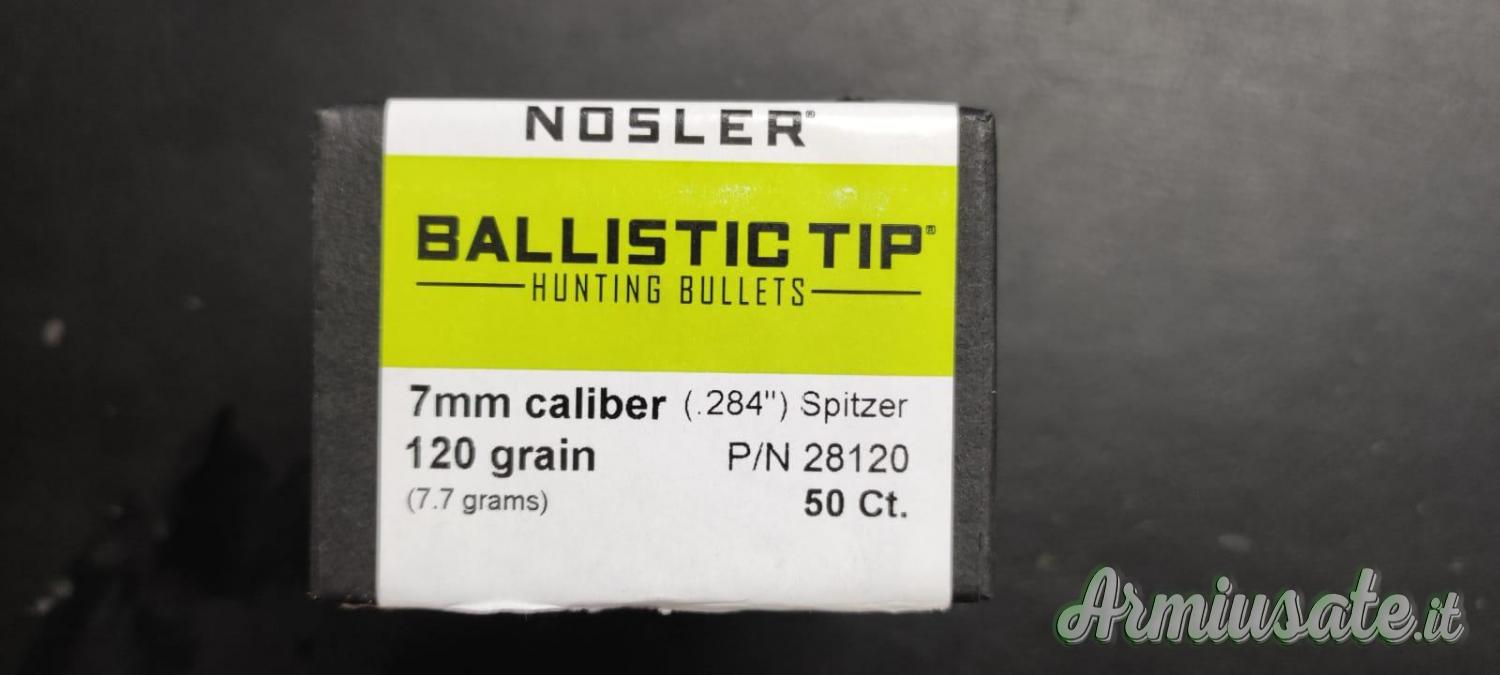 NOSLER®
BALLISTIC TIP®
HUNTING BULLETS
7mm caliber (.284") Spitzer
120 grain P/N 28120
(7.7 grams) 50 Ct.
Armiusate.it